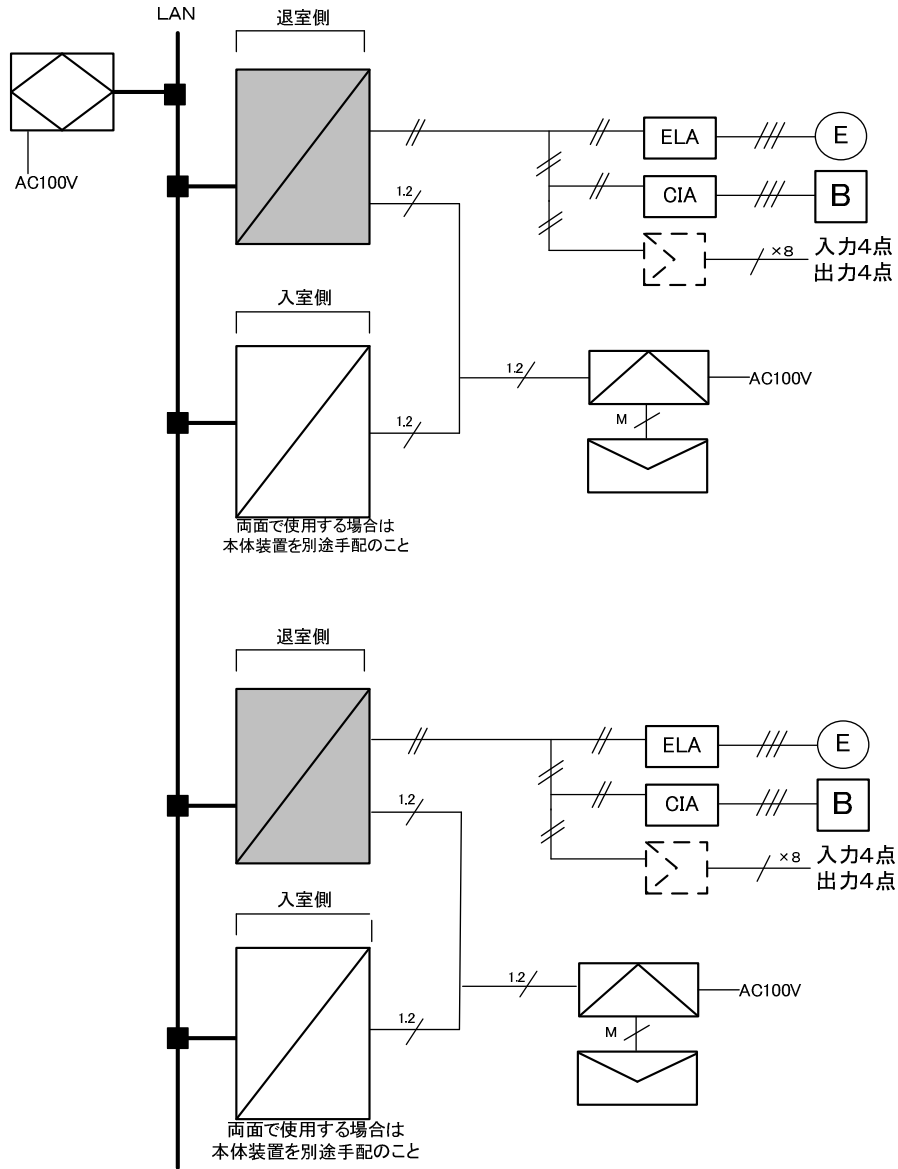 LAN
退室側
AC100V
ELA
E
1.2
CIA
B
×8
入力4点
出力4点
入室側
1.2
AC100V
1.2
M
両面で使用する場合は
本体装置を別途手配のこと
退室側
ELA
E
1.2
CIA
B
×8
入力4点
出力4点
入室側
1.2
AC100V
1.2
M
両面で使用する場合は
本体装置を別途手配のこと